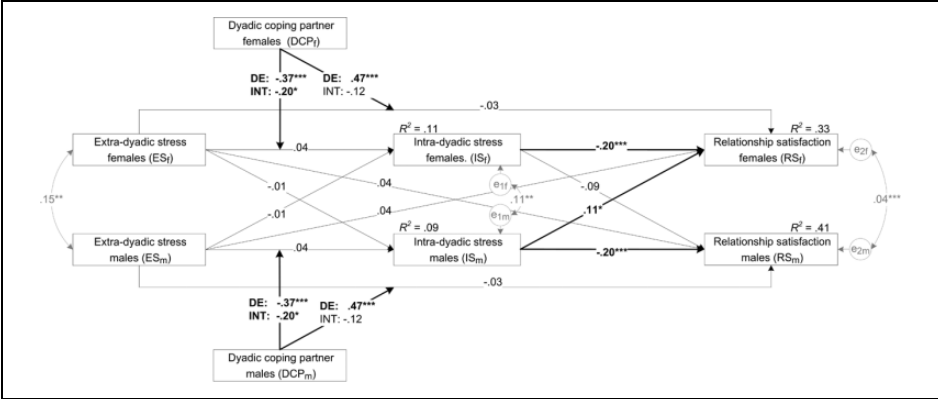 Dyadic coping partner
females (DCPf)
DE: -.37***
INT: -.20*
DE: .47***
INT: -.12
-.03
R² = .11
R² = .33
Extra-dyadic stress
females (ESf)
.04
Intra-dyadic stress
females. (ISf)
-.20***
Relationship satisfaction
females (RSf)
e2f
-.01
.04
e1f
-.09
.15**
.11**
.04***
-.01
.04
e1m
.11*
R² = .09
R² = .41
Extra-dyadic stress
males (ESm)
.04
Intra-dyadic stress
males (ISm)
-.20***
Relationship satisfaction
males (RSm)
e2m
-.03
DE: -.37***
INT: -.20*
DE: .47***
INT: -.12
Dyadic coping partner
males (DCPm)